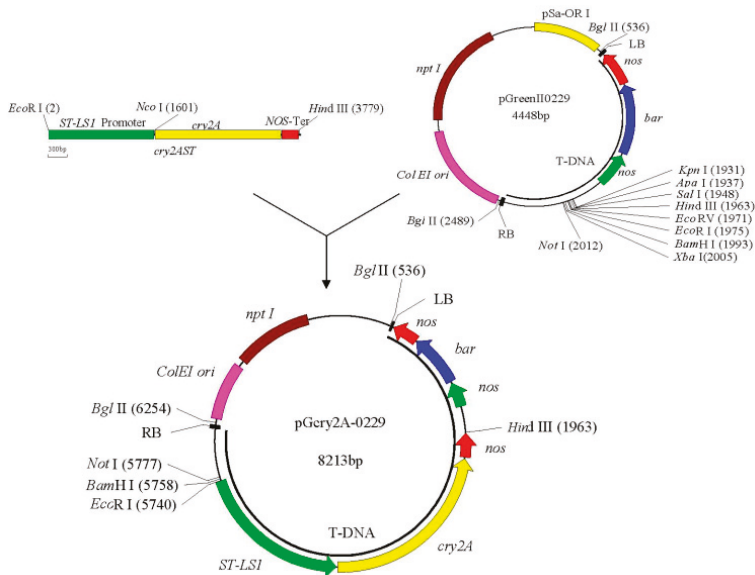 EcoR I (2)
ST-LS1 Promoter
Nco I (1601)
cry2A
NOS-Ter
Hind III (3779)
300bp
cry2AST
pSa-OR I
Bgl II (536)
LB
nos
npt I
pGreenII0229
4448bp
bar
T-DNA
nos
ColEI ori
Kpn I (1931)
Apa I (1937)
Sal I (1948)
Hind III (1963)
EcoRV (1971)
EcoR I (1975)
BamH I (1993)
Xba I(2005)
Bgl II (2489)
RB
Not I (2012)
Bgl II (536)
LB
nos
npt I
bar
ColEI ori
nos
pGcry2A-0229
8213bp
Bgl II (6254)
RB
Hind III (1963)
nos
Not I (5777)
BamH I (5758)
EcoR I (5740)
T-DNA
cry2A
ST-LS1